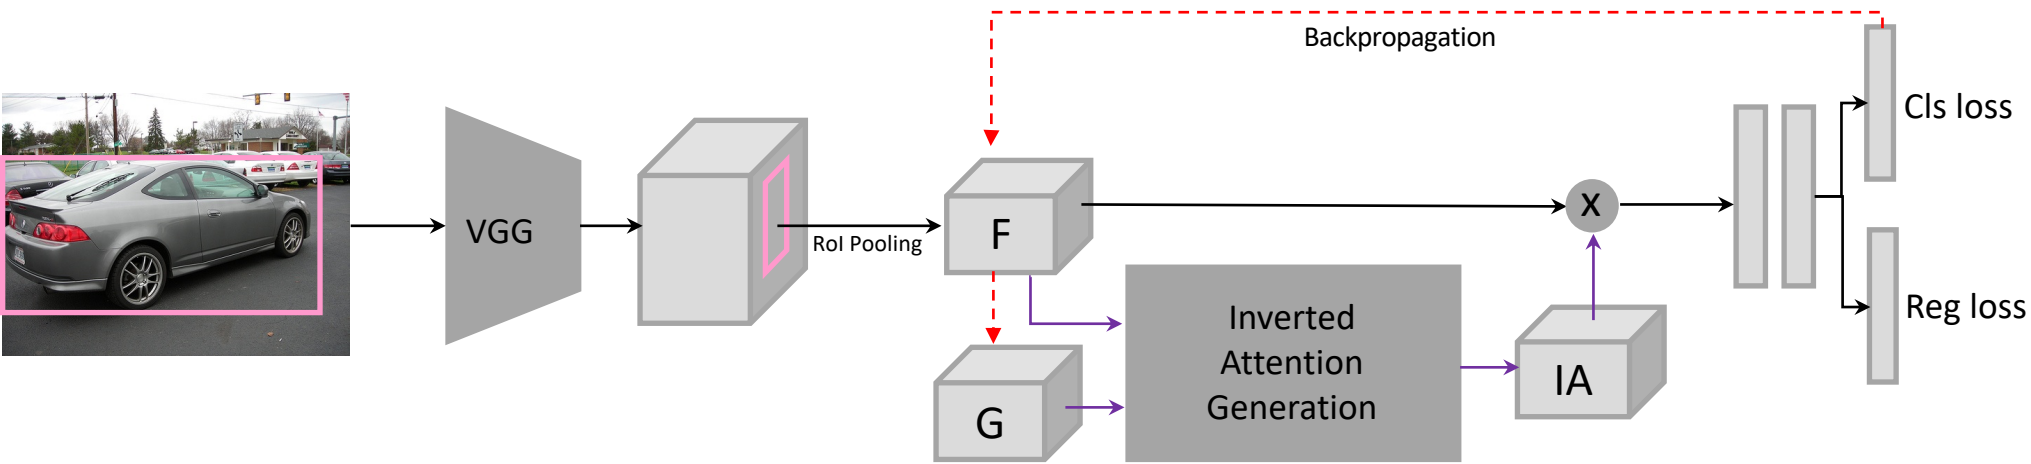 Backpropagation
Cls loss
VGG
RoI Pooling
F
x
Inverted
Attention
Generation
Reg loss
G
IA